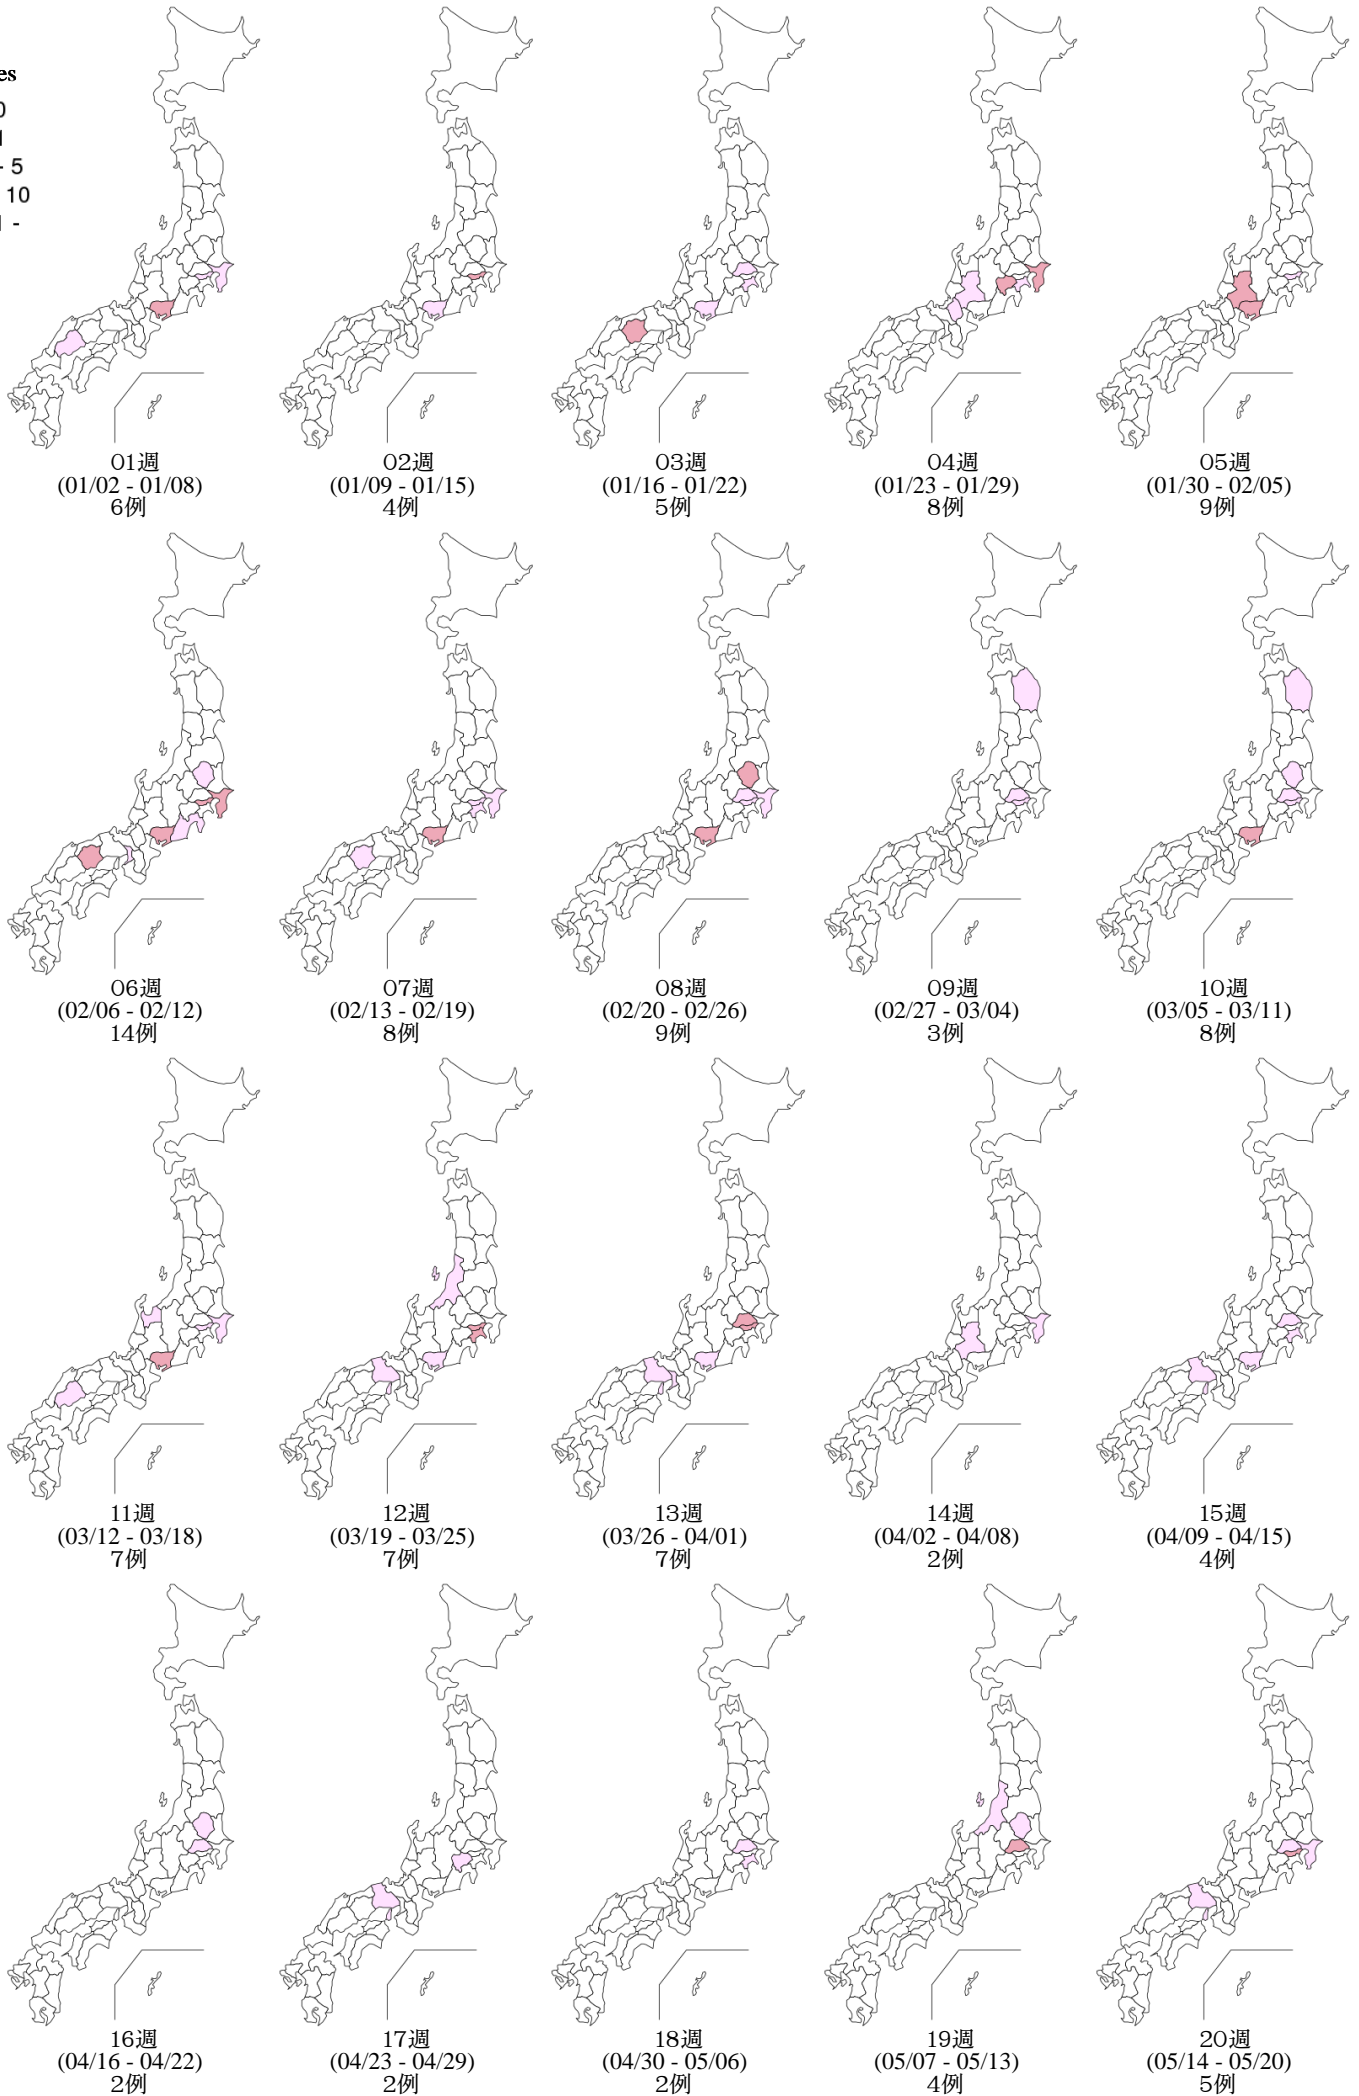 es
0
1
- 5
10
1 -
01週
(01/02 - 01/08)
6例
02週
(01/09 - 01/15)
4例
03週
(01/16 - 01/22)
5例
04週
(01/23 - 01/29)
8例
05週
(01/30 - 02/05)
9例
06週
(02/06 - 02/12)
14例
07週
(02/13 - 02/19)
8例
08週
(02/20 - 02/26)
9例
09週
(02/27 - 03/04)
3例
10週
(03/05 - 03/11)
8例
11週
(03/12 - 03/18)
7例
12週
(03/19 - 03/25)
7例
13週
(03/26 - 04/01)
7例
14週
(04/02 - 04/08)
2例
15週
(04/09 - 04/15)
4例
16週
(04/16 - 04/22)
2例
17週
(04/23 - 04/29)
2例
18週
(04/30 - 05/06)
2例
19週
(05/07 - 05/13)
4例
20週
(05/14 - 05/20)
5例